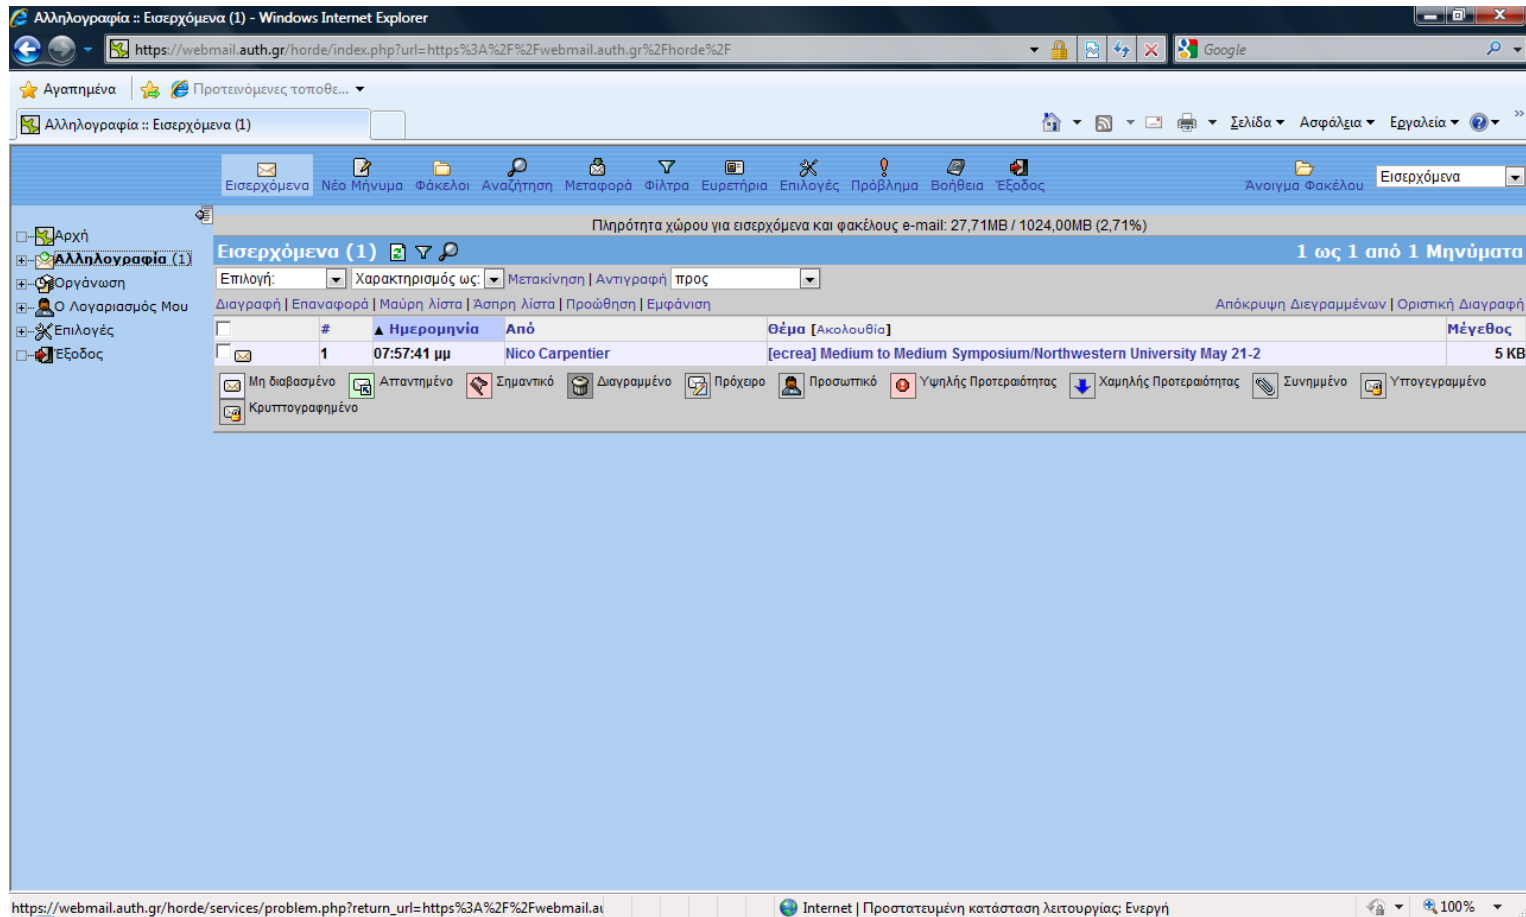 Αλληλογραφία :: Εισερχόμενα (1) - Windows Internet Explorer
https://webmail.auth.gr/horde/index.php?url=https%3A%2F%2Fwebmail.auth.gr%2Fhorde%2F Google
Αγαπημένα Προτεινόμενες τοποθε...
Αλληλογραφία :: Εισερχόμενα (1) Σελίδα Ασφάλεια Εργαλεία »
Εισερχόμενα Νέο Μήνυμα Φάκελοι Αναζήτηση Μεταφορά Φίλτρα Ευρετήρια Επιλογές Πρόβλημα Βοήθεια Έξοδος Άνοιγμα Φακέλου Εισερχόμενα
Πληρότητα χώρου για εισερχόμενα και φακέλους e-mail: 27,71MB / 1024,00MB (2,71%)
Αρχή
Αλληλογραφία (1)
Οργάνωση
Ο Λογαριασμός Μου
Επιλογές
Έξοδος
Εισερχόμενα (1) 1 ως 1 από 1 Μηνύματα
Επιλογή: Χαρακτηρισμός ως: Μετακίνηση | Αντιγραφή προς
Διαγραφή | Επαναφορά | Μαύρη λίστα | Άσπρη λίστα | Προώθηση | Εμφάνιση Απόκρυψη Διεγραμμένων | Οριστική Διαγραφή
# Ημερομηνία Από Θέμα [Ακολουθία] Μέγεθος
1 07:57:41 μμ Nico Carpentier [ecrea] Medium to Medium Symposium/Northwestern University May 21-2 5 KB
Μη διαβασμένο Απαντημένο Σημαντικό Διαγραμμένο Πρόχειρο Προσωπικό Υψηλής Προτεραιότητας Χαμηλής Προτεραιότητας Συνημμένο Υπογεγραμμένο
Κρυπτογραφημένο
https://webmail.auth.gr/horde/services/problem.php?return_url=https%3A%2F%2Fwebmail.au Internet | Προστατευμένη κατάσταση λειτουργίας: Ενεργή 100%